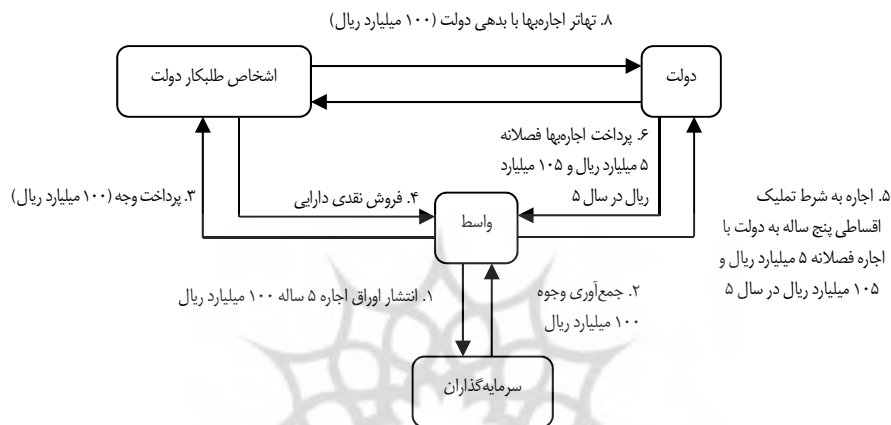 ۸. تهاتر اجاره‌بها با بدهی دولت (۱۰۰ میلیارد ریال)
اشخاص طلبکار دولت
دولت
۶. پرداخت اجاره‌بها فصلانه
۵ میلیارد ریال و ۱۰۵ میلیارد
ریال در سال ۵
۵. اجاره به شرط تملیک
اقساطی پنج ساله به دولت با
اجاره فصلانه ۵ میلیارد ریال و
۱۰۵ میلیارد ریال در سال ۵
۴. فروش نقدی دارایی
۳. پرداخت وجه (۱۰۰ میلیارد ریال)
واسط
۲. جمع‌آوری وجوه
۱۰۰ میلیارد ریال
۱. انتشار اوراق اجاره ۵ ساله ۱۰۰ میلیارد ریال
سرمایه‌گذاران